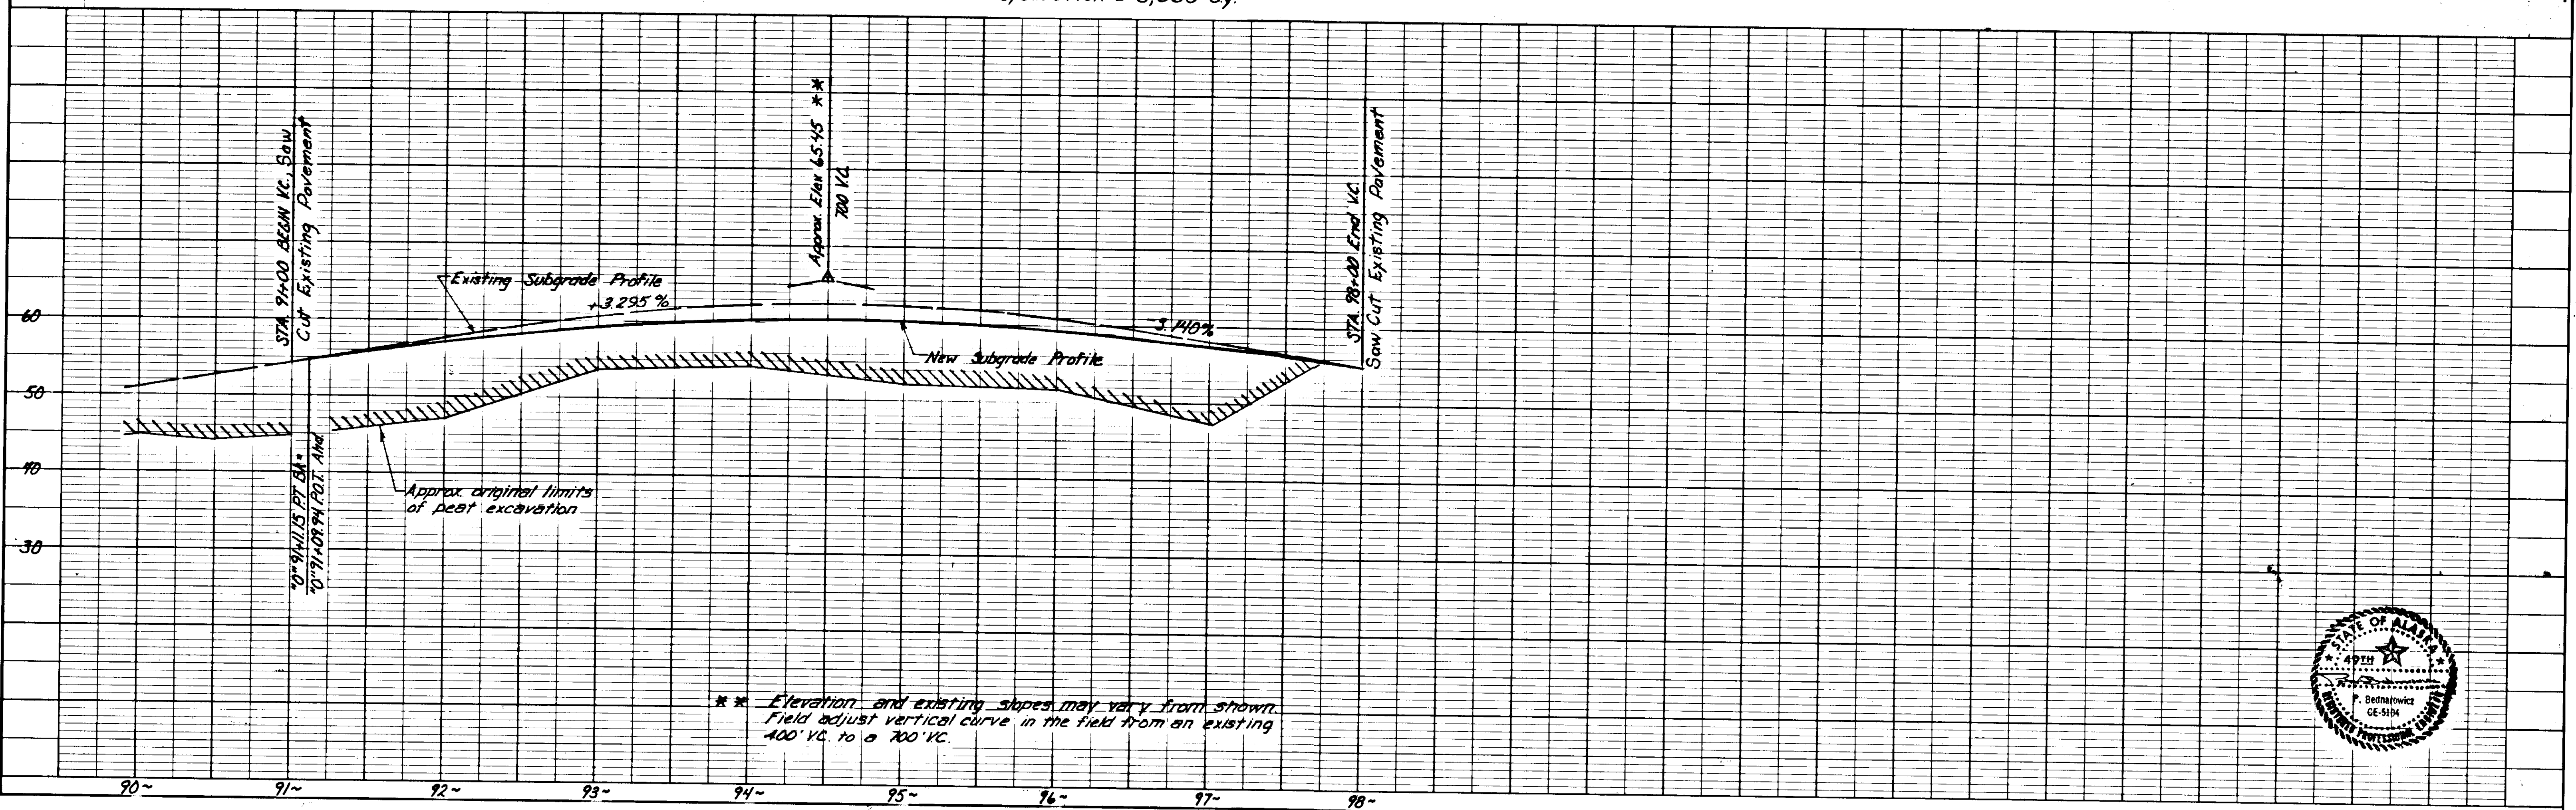 STA. 91+00 BEGIN V.C., Saw
Cut Existing Pavement
Approx. Elev. 65.45 **
700 V.C.
STA. 98+00 End V.C.
Saw Cut Existing Pavement
Existing Subgrade Profile
+3.295%
-3.140%
New Subgrade Profile
60
50
40
30
"O" 91+11.15 P.T. BK=
"O" 91+09.94 P.O.T. Ahd.
Approx. original limits
of peat excavation
** Elevation and existing slopes may vary from shown.
Field adjust vertical curve in the field from an existing
400' V.C. to a 700' V.C.
STATE OF ALASKA
49TH
F. Bednarowicz
CE-5104
REGISTERED PROFESSIONAL ENGINEER
90~
91~
92~
93~
94~
95~
96~
97~
98~